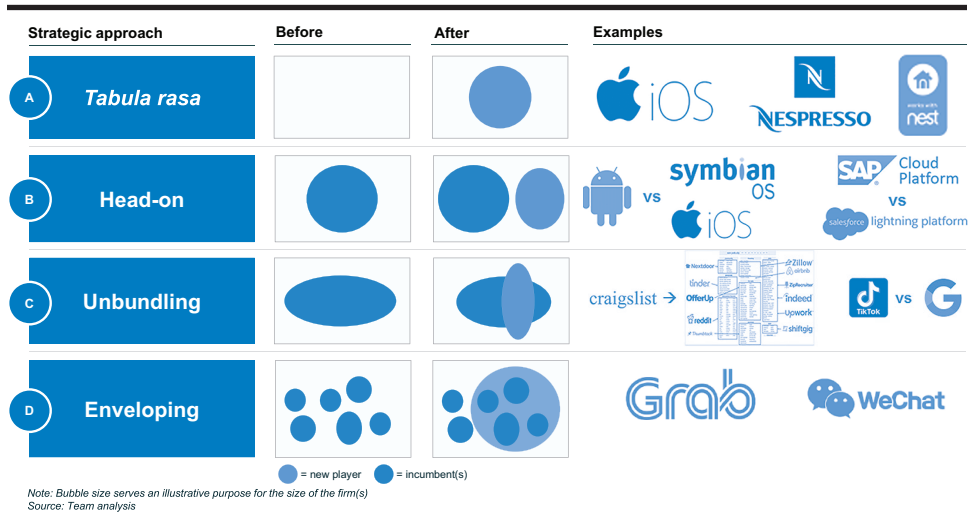 Strategic approach
Before
After
Examples
A
Tabula rasa
iOS
N
NESPRESSO
works with
nest
B
Head-on
vs
symbian
OS
iOS
SAP
Cloud
Platform
vs
salesforce
lightning platform
C
Unbundling
craigslist →
Nextdoor
tinder
OfferUp
reddit
Thumbtack
Zillow
airbnb
ZipRecruiter
indeed
Upwork
shiftgig
TikTok
vs
G
D
Enveloping
Grab
WeChat
= new player
= incumbent(s)
Note: Bubble size serves an illustrative purpose for the size of the firm(s)
Source: Team analysis